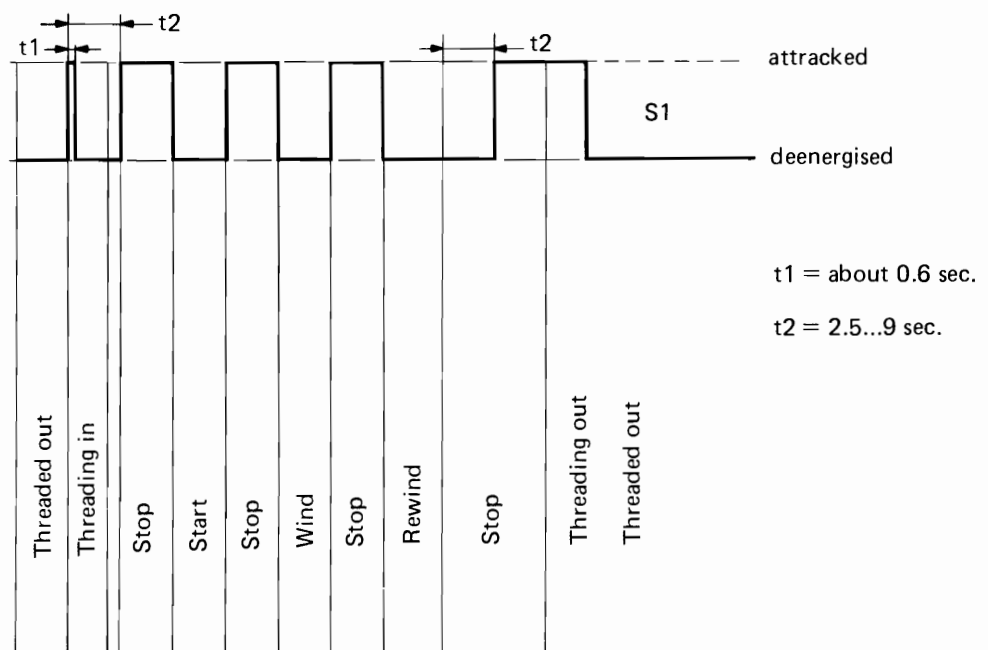 t2
t1
t2
attracked
S1
deenergised
t1 = about 0.6 sec.
t2 = 2.5...9 sec.
Threaded out
Threading in
Stop
Start
Stop
Wind
Stop
Rewind
Stop
Threading out
Threaded out